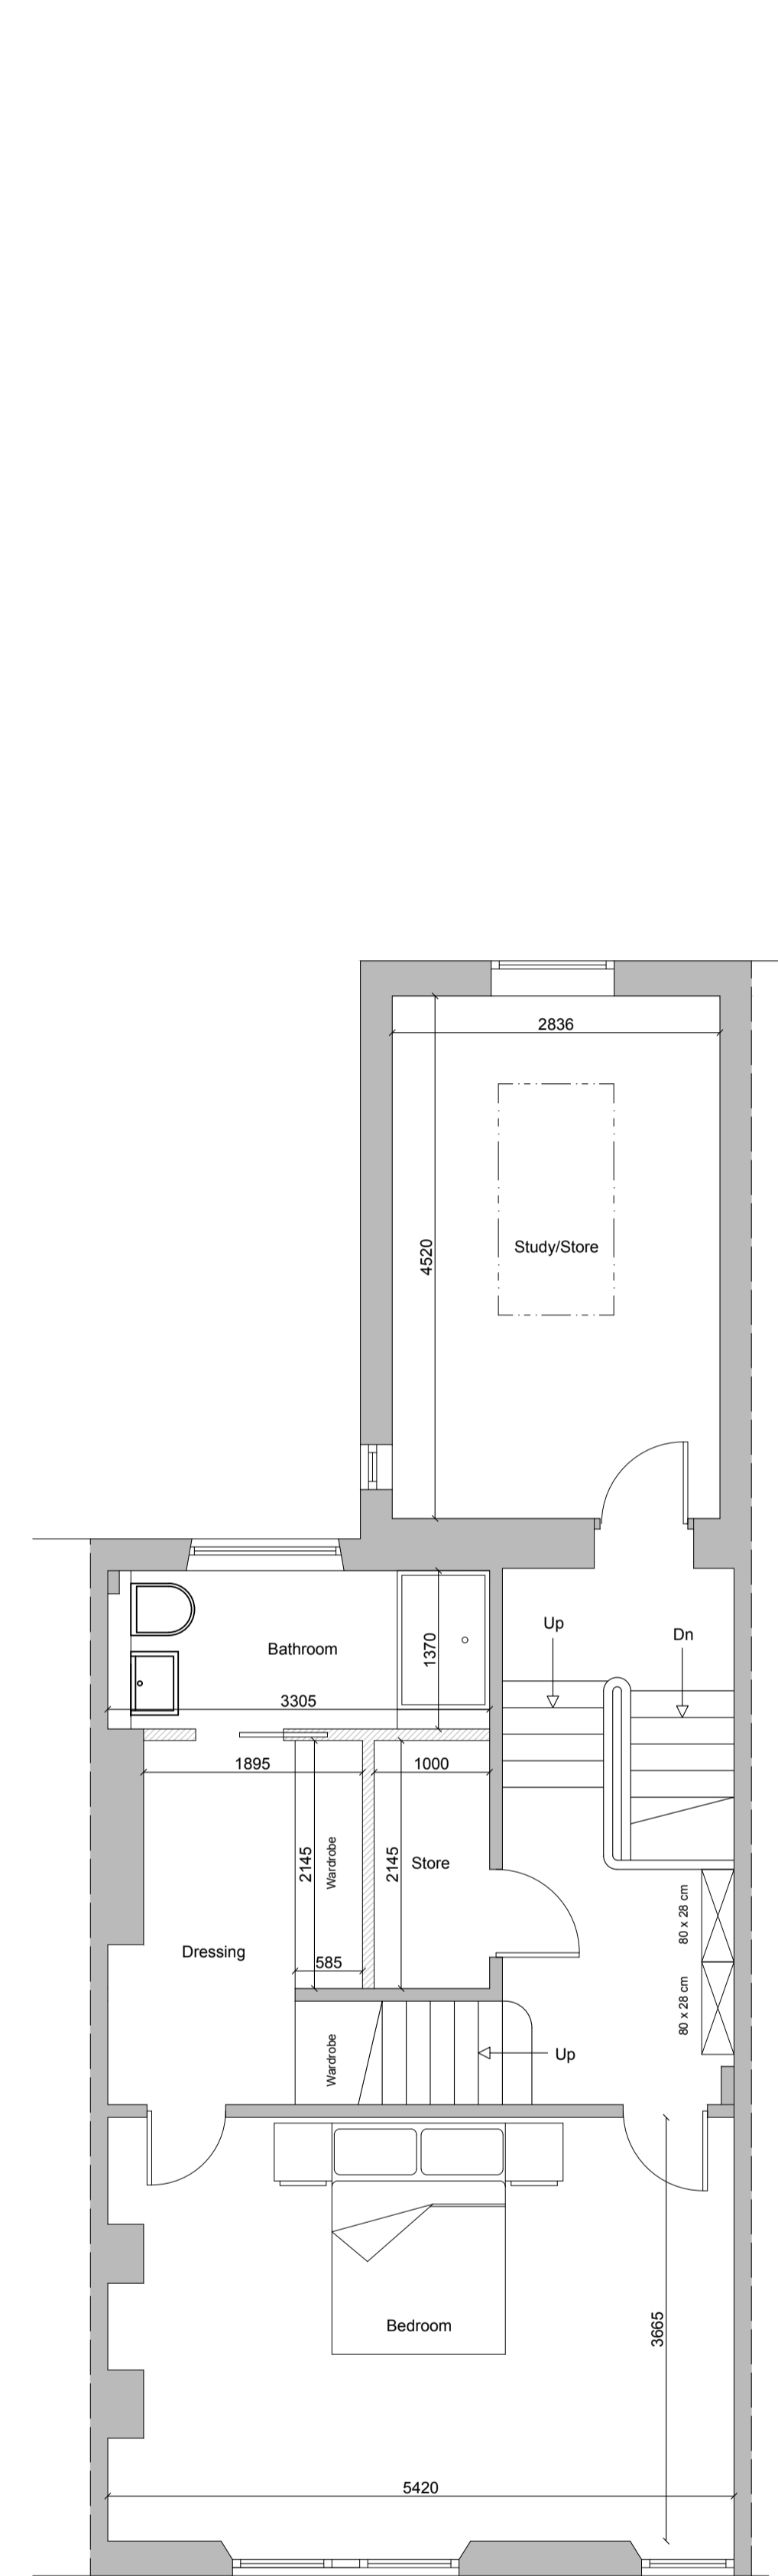 2836
4520
Study/Store
Up
Dn
Bathroom
1370
3305
1895
1000
2145
Wardrobe
2145
Store
80 x 28 cm
Dressing
585
80 x 28 cm
Wardrobe
Up
Bedroom
3665
5420